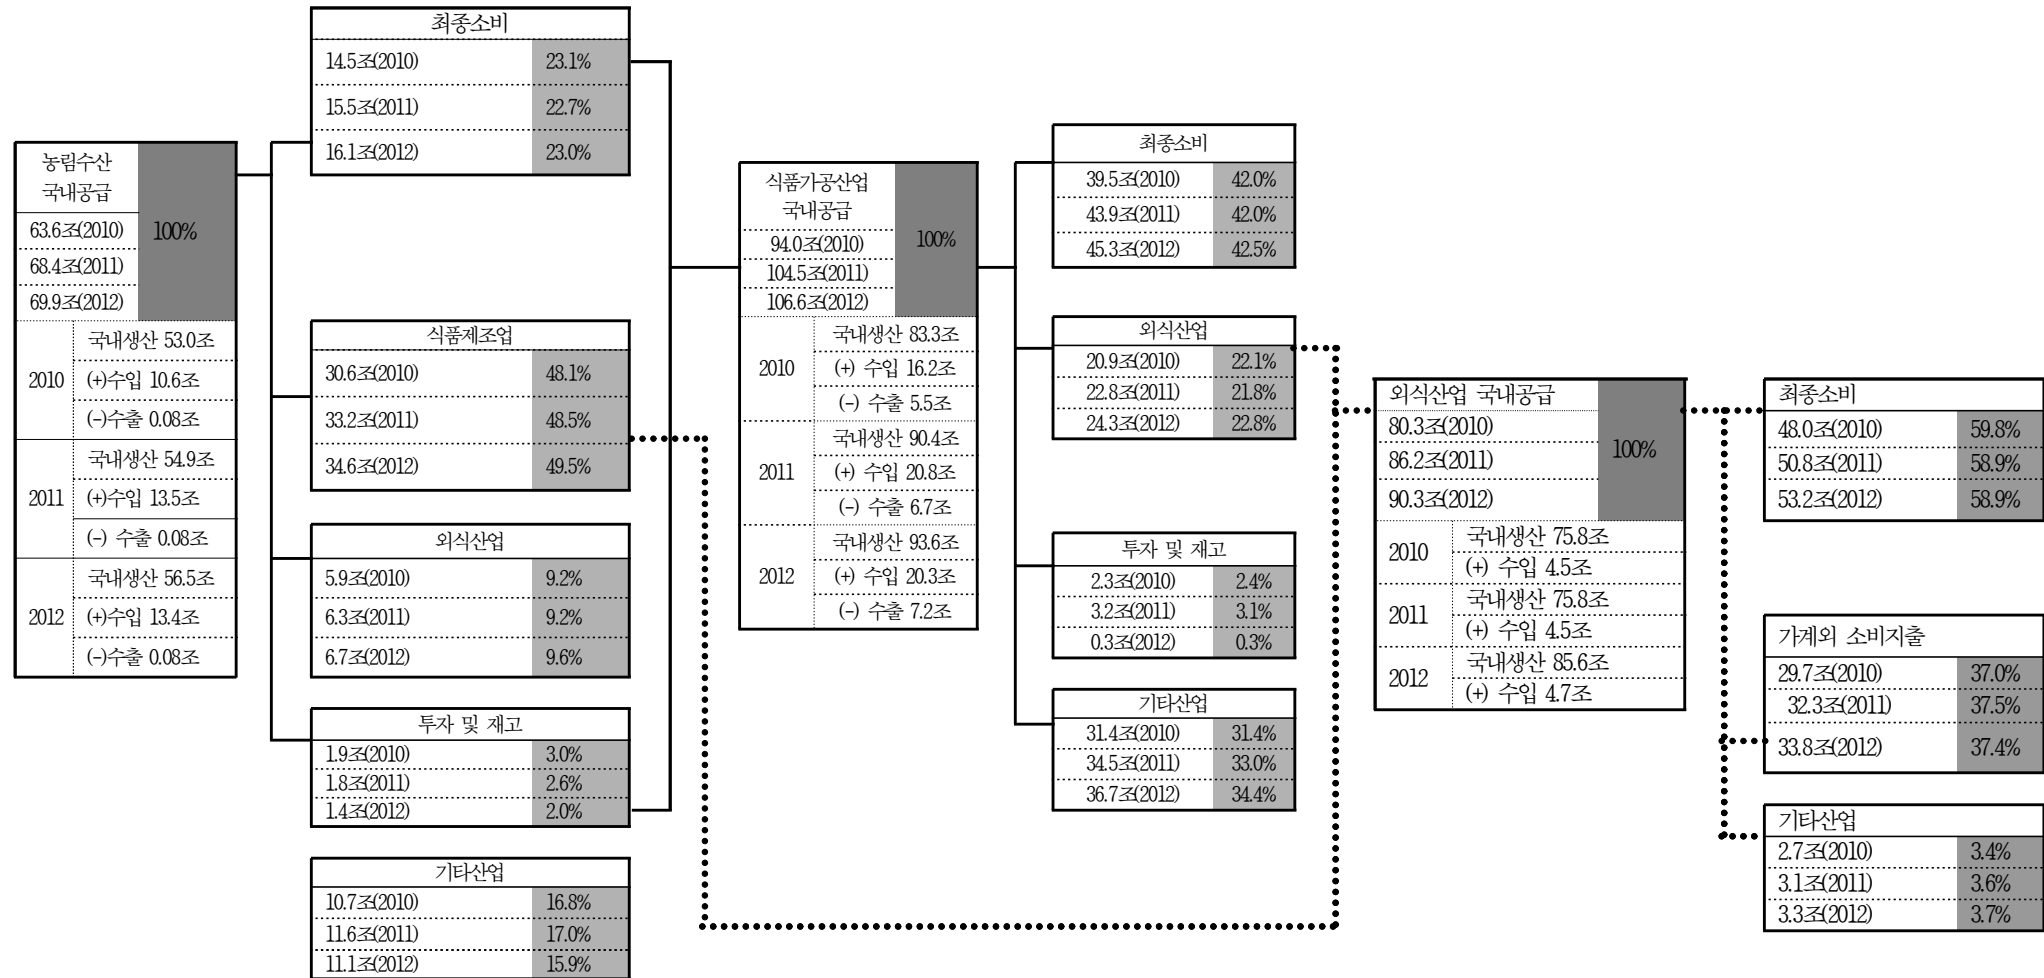 농림수산
국내공급
100%
63.6조(2010)
68.4조(2011)
69.9조(2012)
2010
국내생산 53.0조
(+)수입 10.6조
(-)수출 0.08조
2011
국내생산 54.9조
(+)수입 13.5조
(-) 수출 0.08조
2012
국내생산 56.5조
(+)수입 13.4조
(-)수출 0.08조
최종소비
14.5조(2010) 23.1%
15.5조(2011) 22.7%
16.1조(2012) 23.0%
식품제조업
30.6조(2010) 48.1%
33.2조(2011) 48.5%
34.6조(2012) 49.5%
외식산업
5.9조(2010) 9.2%
6.3조(2011) 9.2%
6.7조(2012) 9.6%
투자 및 재고
1.9조(2010) 3.0%
1.8조(2011) 2.6%
1.4조(2012) 2.0%
기타산업
10.7조(2010) 16.8%
11.6조(2011) 17.0%
11.1조(2012) 15.9%
식품가공산업
국내공급
100%
94.0조(2010)
104.5조(2011)
106.6조(2012)
2010
국내생산 83.3조
(+) 수입 16.2조
(-) 수출 5.5조
2011
국내생산 90.4조
(+) 수입 20.8조
(-) 수출 6.7조
2012
국내생산 93.6조
(+) 수입 20.3조
(-) 수출 7.2조
최종소비
39.5조(2010) 42.0%
43.9조(2011) 42.0%
45.3조(2012) 42.5%
외식산업
20.9조(2010) 22.1%
22.8조(2011) 21.8%
24.3조(2012) 22.8%
투자 및 재고
2.3조(2010) 2.4%
3.2조(2011) 3.1%
0.3조(2012) 0.3%
기타산업
31.4조(2010) 31.4%
34.5조(2011) 33.0%
36.7조(2012) 34.4%
외식산업 국내공급
80.3조(2010)
86.2조(2011)
100%
90.3조(2012)
2010
국내생산 75.8조
(+) 수입 4.5조
2011
국내생산 75.8조
(+) 수입 4.5조
2012
국내생산 85.6조
(+) 수입 4.7조
최종소비
48.0조(2010) 59.8%
50.8조(2011) 58.9%
53.2조(2012) 58.9%
가계외 소비지출
29.7조(2010) 37.0%
32.3조(2011) 37.5%
33.8조(2012) 37.4%
기타산업
2.7조(2010) 3.4%
3.1조(2011) 3.6%
3.3조(2012) 3.7%